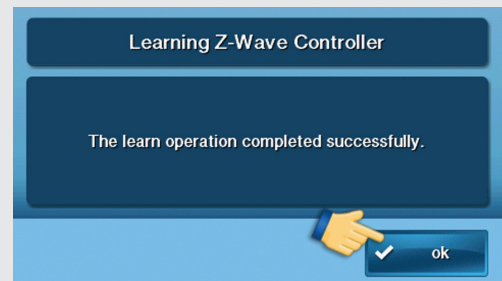 Learning Z-Wave Controller
The learn operation completed successfully.
ok